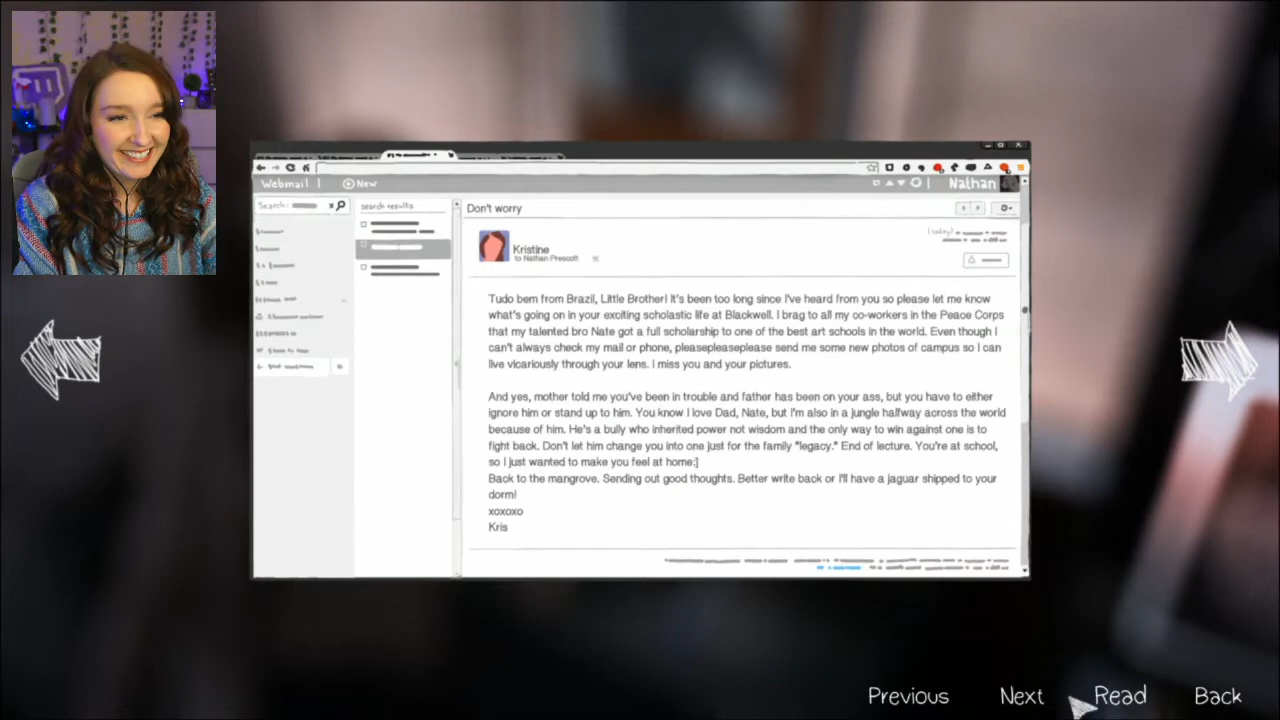 Webmail
New
Nathan
Search:
search results
Don't worry
(today)
Kristine
to Nathan Prescott
Tudo bem from Brazil, Little Brother! It's been too long since I've heard from you so please let me know
what's going on in your exciting scholastic life at Blackwell. I brag to all my co-workers in the Peace Corps
that my talented bro Nate got a full scholarship to one of the best art schools in the world. Even though I
can't always check my mail or phone, pleasepleaseplease send me some new photos of campus so I can
live vicariously through your lens. I miss you and your pictures.
And yes, mother told me you've been in trouble and father has been on your ass, but you have to either
ignore him or stand up to him. You know I love Dad, Nate, but I'm also in a jungle halfway across the world
because of him. He's a bully who inherited power not wisdom and the only way to win against one is to
fight back. Don't let him change you into one just for the family "legacy." End of lecture. You're at school,
so I just wanted to make you feel at home:]
Back to the mangrove. Sending out good thoughts. Better write back or I'll have a jaguar shipped to your
dorm!
xoxoxo
Kris
Previous
Next
Read
Back